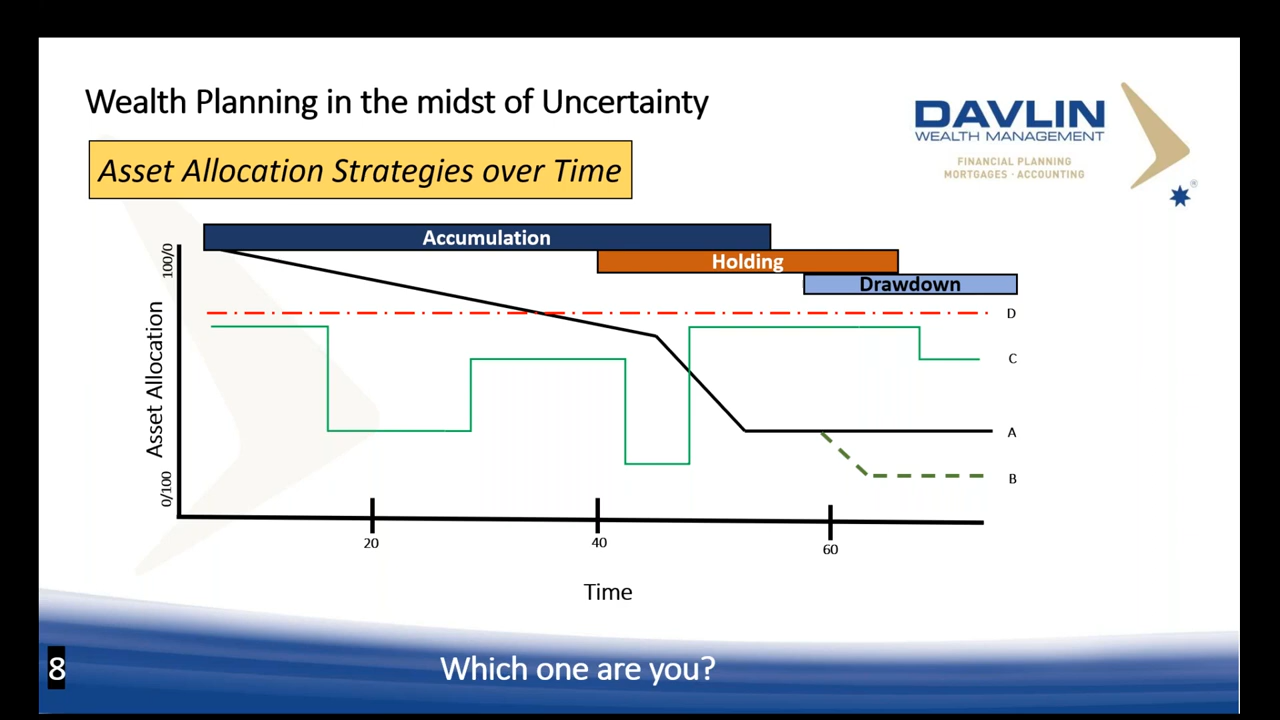 Wealth Planning in the midst of Uncertainty
DAVLIN
WEALTH MANAGEMENT
FINANCIAL PLANNING
MORTGAGES · ACCOUNTING
®
Asset Allocation Strategies over Time
Accumulation
Holding
Drawdown
100/0
Asset Allocation
0/100
D
C
A
B
20
40
60
Time
8
Which one are you?